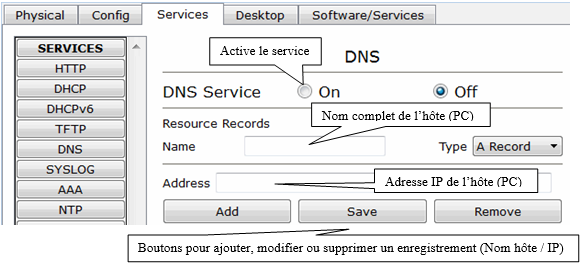 Physical Config Services Desktop Software/Services
SERVICES
HTTP
DHCP
DHCPv6
TFTP
DNS
SYSLOG
AAA
NTP
Active le service
DNS
DNS Service On Off
Nom complet de l’hôte (PC)
Resource Records
Name Type A Record
Address Adresse IP de l’hôte (PC)
Add Save Remove
Boutons pour ajouter, modifier ou supprimer un enregistrement (Nom hôte / IP)